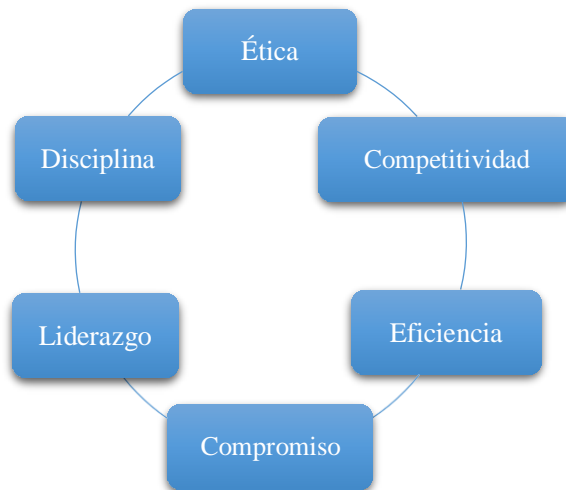 Ética
Competitividad
Eficiencia
Compromiso
Liderazgo
Disciplina